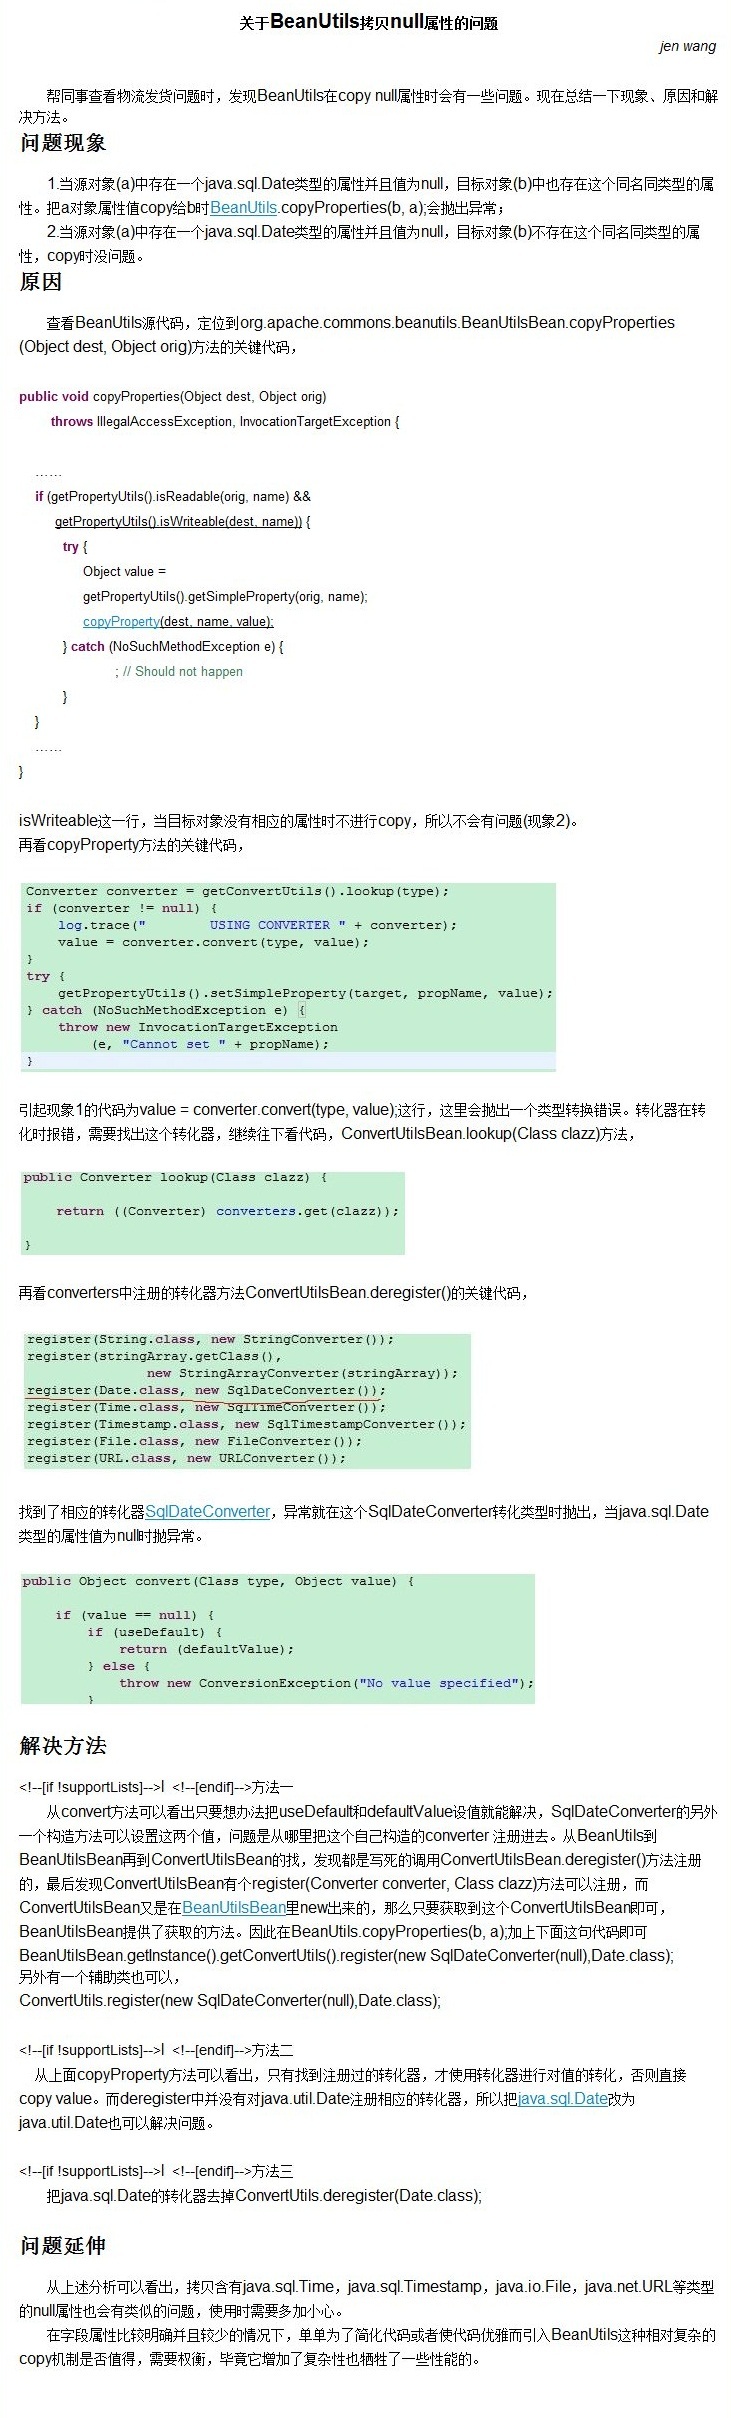 关于BeanUtils拷贝null属性的问题
jen wang
帮同事查看物流发货问题时，发现BeanUtils在copy null属性时会有一些问题。现在总结一下现象、原因和解
决方法。
问题现象
1.当源对象(a)中存在一个java.sql.Date类型的属性并且值为null，目标对象(b)中也存在这个同名同类型的属
性。把a对象属性值copy给b时BeanUtils.copyProperties(b, a);会抛出异常；
2.当源对象(a)中存在一个java.sql.Date类型的属性并且值为null，目标对象(b)不存在这个同名同类型的属
性，copy时没问题。
原因
查看BeanUtils源代码，定位到org.apache.commons.beanutils.BeanUtilsBean.copyProperties
(Object dest, Object orig)方法的关键代码，
public void copyProperties(Object dest, Object orig)
throws IllegalAccessException, InvocationTargetException {
……
if (getPropertyUtils().isReadable(orig, name) &&
getPropertyUtils().isWriteable(dest, name)) {
try {
Object value =
getPropertyUtils().getSimpleProperty(orig, name);
copyProperty(dest, name, value);
} catch (NoSuchMethodException e) {
; // Should not happen
}
}
……
}
isWriteable这一行，当目标对象没有相应的属性时不进行copy，所以不会有问题(现象2)。
再看copyProperty方法的关键代码，
Converter converter = getConvertUtils().lookup(type);
if (converter != null) {
log.trace("        USING CONVERTER " + converter);
value = converter.convert(type, value);
}
try {
getPropertyUtils().setSimpleProperty(target, propName, value);
} catch (NoSuchMethodException e) {
throw new InvocationTargetException
(e, "Cannot set " + propName);
}
引起现象1的代码为value = converter.convert(type, value);这行，这里会抛出一个类型转换错误。转化器在转
化时报错，需要找出这个转化器，继续往下看代码，ConvertUtilsBean.lookup(Class clazz)方法，
public Converter lookup(Class clazz) {
return ((Converter) converters.get(clazz));
}
再看converters中注册的转化器方法ConvertUtilsBean.deregister()的关键代码，
register(String.class, new StringConverter());
register(stringArray.getClass(),
new StringArrayConverter(stringArray));
register(Date.class, new SqlDateConverter());
register(Time.class, new SqlTimeConverter());
register(Timestamp.class, new SqlTimestampConverter());
register(File.class, new FileConverter());
register(URL.class, new URLConverter());
找到了相应的转化器SqlDateConverter，异常就在这个SqlDateConverter转化类型时抛出，当java.sql.Date
类型的属性值为null时抛异常。
public Object convert(Class type, Object value) {
if (value == null) {
if (useDefault) {
return (defaultValue);
} else {
throw new ConversionException("No value specified");
}
解决方法
<!--[if !supportLists]-->l  <!--[endif]-->方法一
从convert方法可以看出只要想办法把useDefault和defaultValue设值就能解决，SqlDateConverter的另外
一个构造方法可以设置这两个值，问题是从哪里把这个自己构造的converter 注册进去。从BeanUtils到
BeanUtilsBean再到ConvertUtilsBean的找，发现都是写死的调用ConvertUtilsBean.deregister()方法注册
的，最后发现ConvertUtilsBean有个register(Converter converter, Class clazz)方法可以注册，而
ConvertUtilsBean又是在BeanUtilsBean里new出来的，那么只要获取到这个ConvertUtilsBean即可，
BeanUtilsBean提供了获取的方法。因此在BeanUtils.copyProperties(b, a);加上下面这句代码即可
BeanUtilsBean.getInstance().getConvertUtils().register(new SqlDateConverter(null),Date.class);
另外有一个辅助类也可以，
ConvertUtils.register(new SqlDateConverter(null),Date.class);
<!--[if !supportLists]-->l  <!--[endif]-->方法二
从上面copyProperty方法可以看出，只有找到注册过的转化器，才使用转化器进行对值的转化，否则直接
copy value。而deregister中并没有对java.util.Date注册相应的转化器，所以把java.sql.Date改为
java.util.Date也可以解决问题。
<!--[if !supportLists]-->l  <!--[endif]-->方法三
把java.sql.Date的转化器去掉ConvertUtils.deregister(Date.class);
问题延伸
从上述分析可以看出，拷贝含有java.sql.Time，java.sql.Timestamp，java.io.File，java.net.URL等类型
的null属性也会有类似的问题，使用时需要多加小心。
在字段属性比较明确并且较少的情况下，单单为了简化代码或者使代码优雅而引入BeanUtils这种相对复杂的
copy机制是否值得，需要权衡，毕竟它增加了复杂性也牺牲了一些性能的。